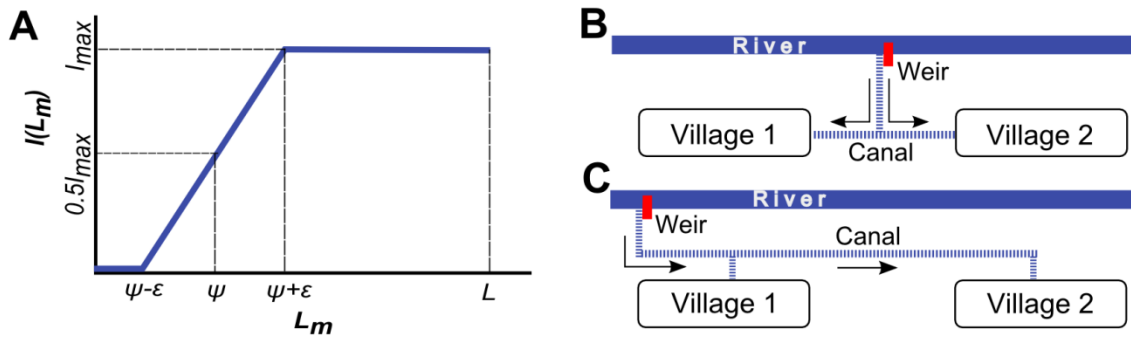 A
I(L_m)
I_max
0.5I_max
ψ-ε
ψ
ψ+ε
L
L_m
B
River
Weir
Village 1
Canal
Village 2
C
River
Weir
Canal
Village 1
Village 2